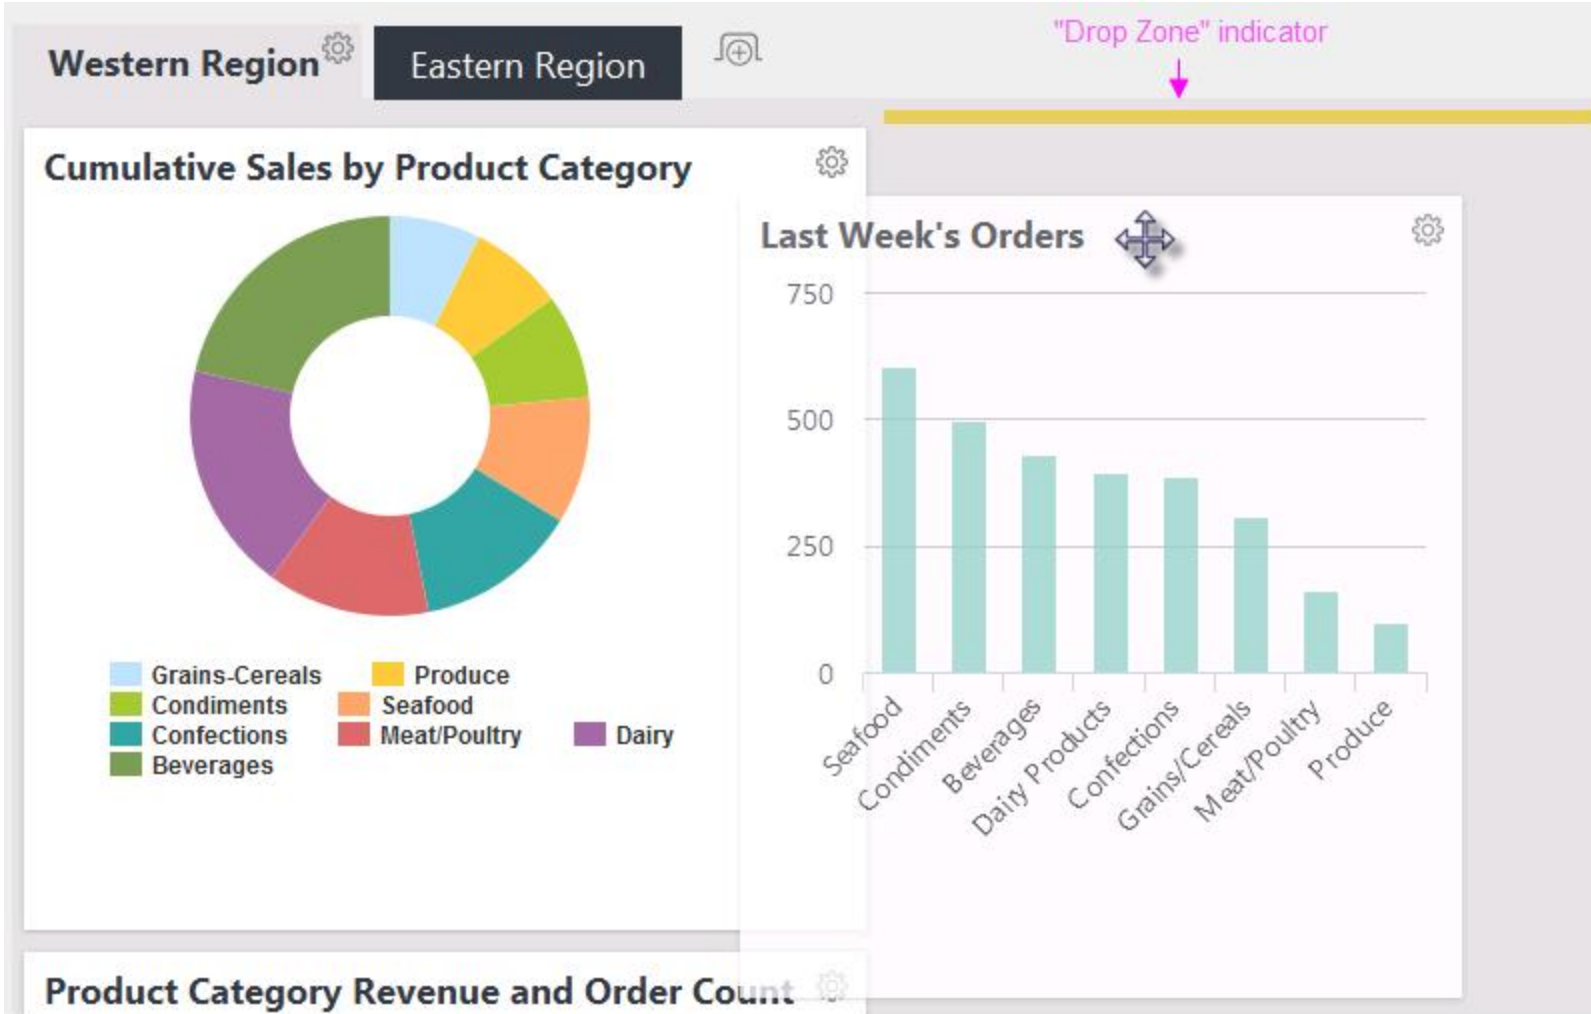 "Drop Zone" indicator
Western Region
Eastern Region
Cumulative Sales by Product Category
Grains-Cereals Produce
Condiments Seafood
Confections Meat/Poultry Dairy
Beverages
Last Week's Orders
750
500
250
0
Seafood
Condiments
Beverages
Dairy Products
Confections
Grains/Cereals
Meat/Poultry
Produce
Product Category Revenue and Order Count